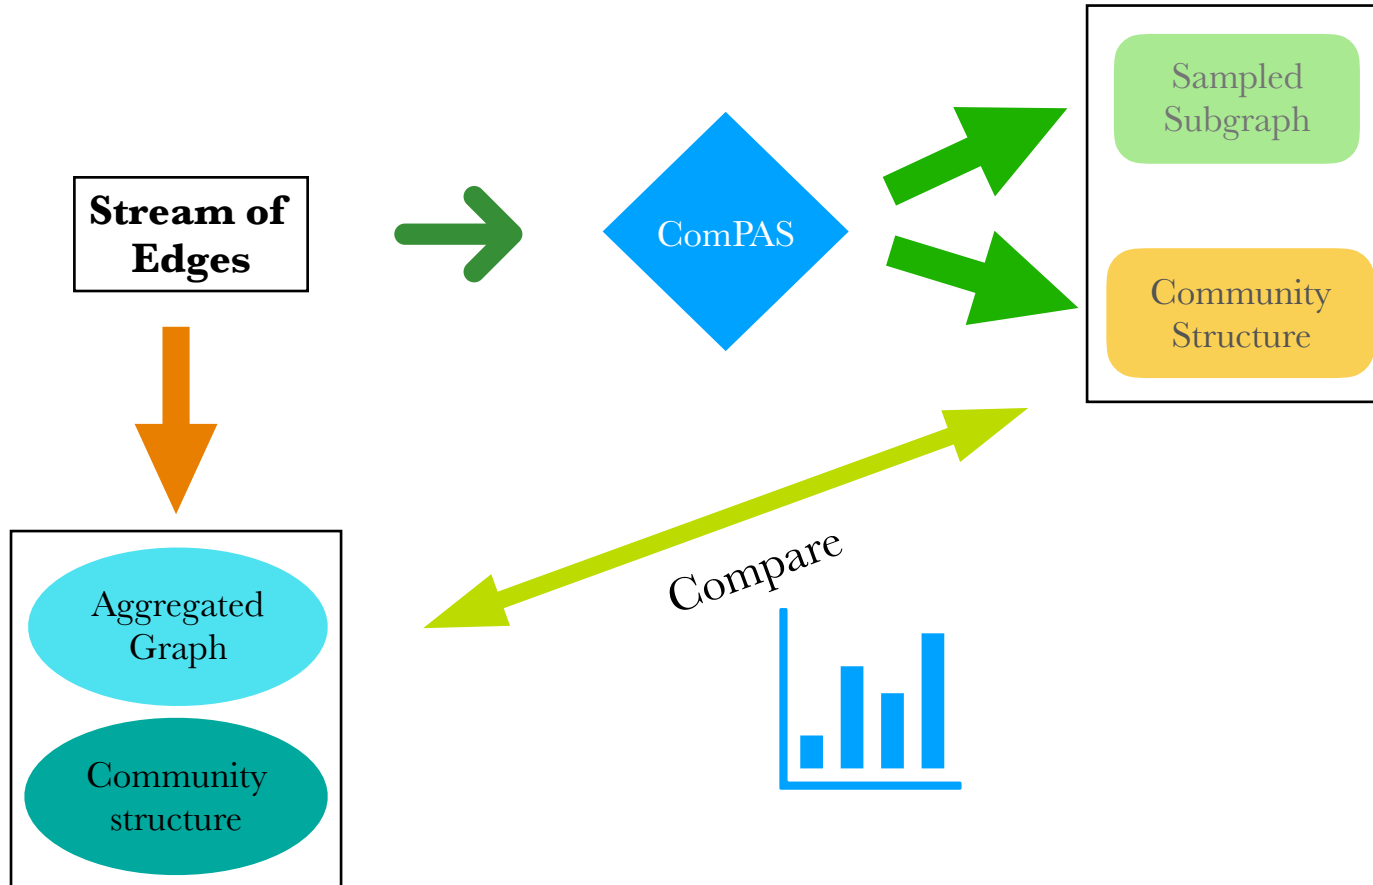 Sampled
Subgraph
Stream of
Edges
ComPAS
Community
Structure
Compare
Aggregated
Graph
Community
structure